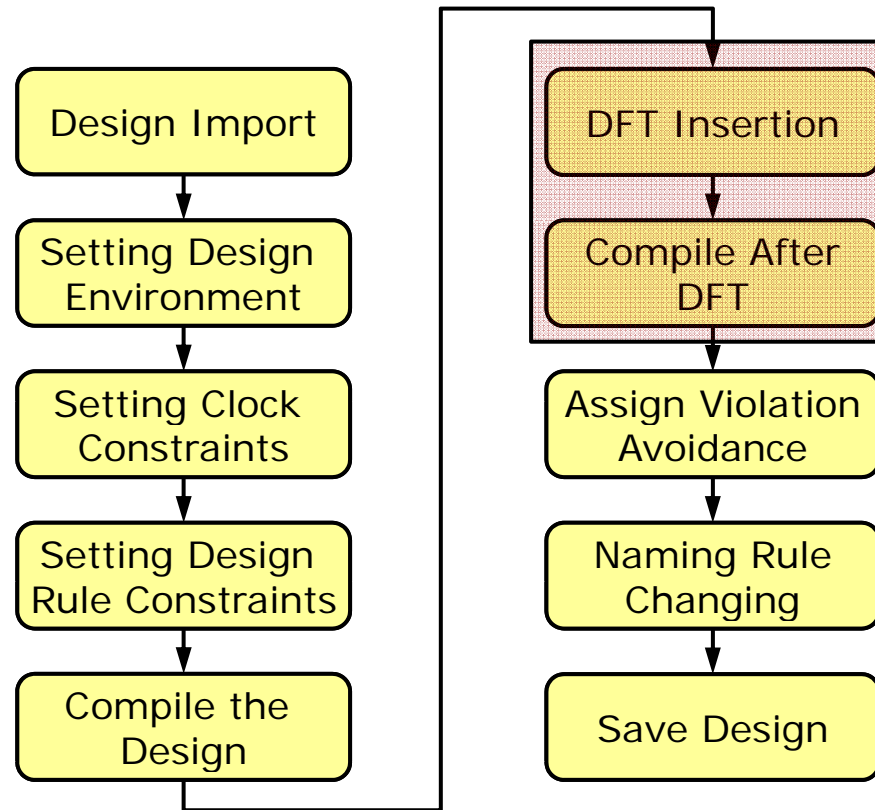 Design Import
Setting Design
Environment
Setting Clock
Constraints
Setting Design
Rule Constraints
Compile the
Design
DFT Insertion
Compile After
DFT
Assign Violation
Avoidance
Naming Rule
Changing
Save Design